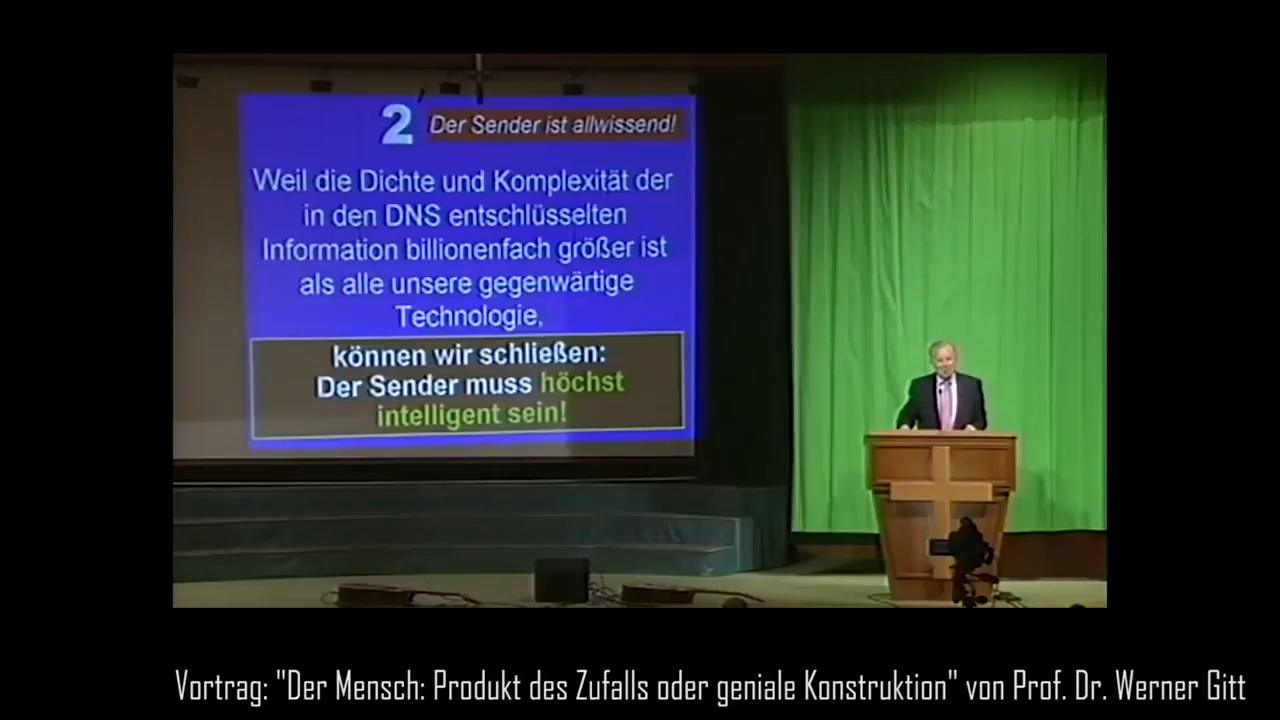 2 Der Sender ist allwissend!
Weil die Dichte und Komplexität der
in den DNS entschlüsselten
Information billionenfach größer ist
als alle unsere gegenwärtige
Technologie,
können wir schließen:
Der Sender muss höchst
intelligent sein!
Vortrag: "Der Mensch: Produkt des Zufalls oder geniale Konstruktion" von Prof. Dr. Werner Gitt